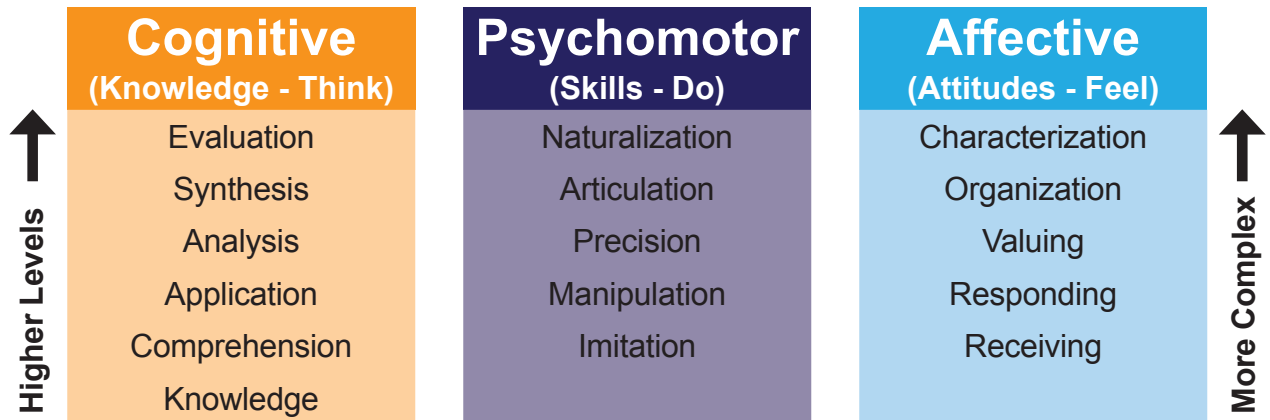 Cognitive
(Knowledge - Think)
Evaluation
Synthesis
Analysis
Application
Comprehension
Knowledge
Psychomotor
(Skills - Do)
Naturalization
Articulation
Precision
Manipulation
Imitation
Affective
(Attitudes - Feel)
Characterization
Organization
Valuing
Responding
Receiving
Higher Levels
More Complex